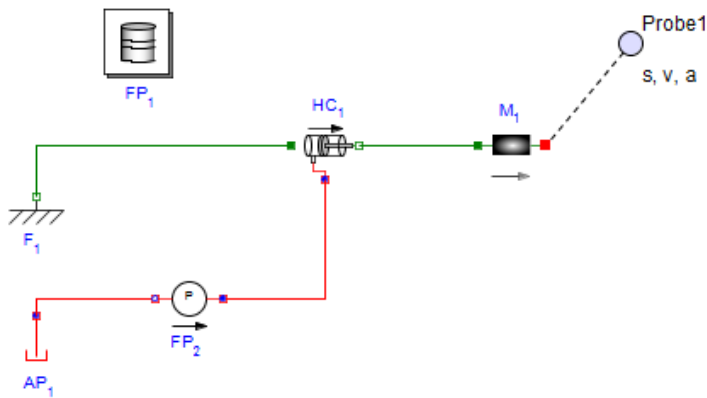 Probe1
s, v, a
FP₁
HC₁
M₁
F₁
P
FP₂
AP₁